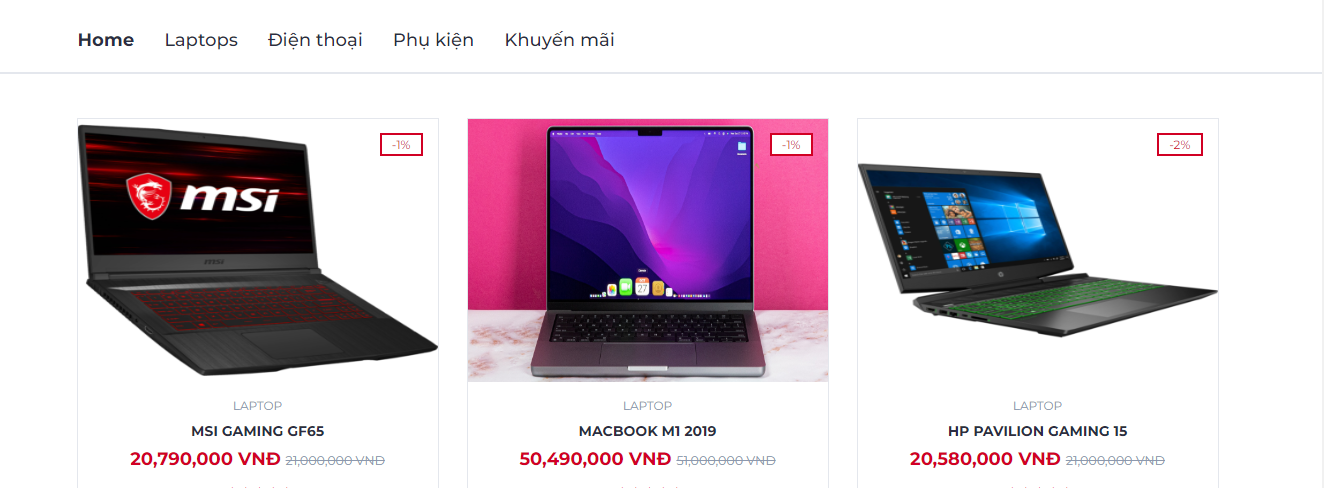 Home Laptops Điện thoại Phụ kiện Khuyến mãi
-1%
msi
msi
LAPTOP
MSI GAMING GF65
20,790,000 VNĐ 21,000,000 VNĐ
-1%
27
LAPTOP
MACBOOK M1 2019
50,490,000 VNĐ 51,000,000 VNĐ
-2%
LAPTOP
HP PAVILION GAMING 15
20,580,000 VNĐ 21,000,000 VNĐ